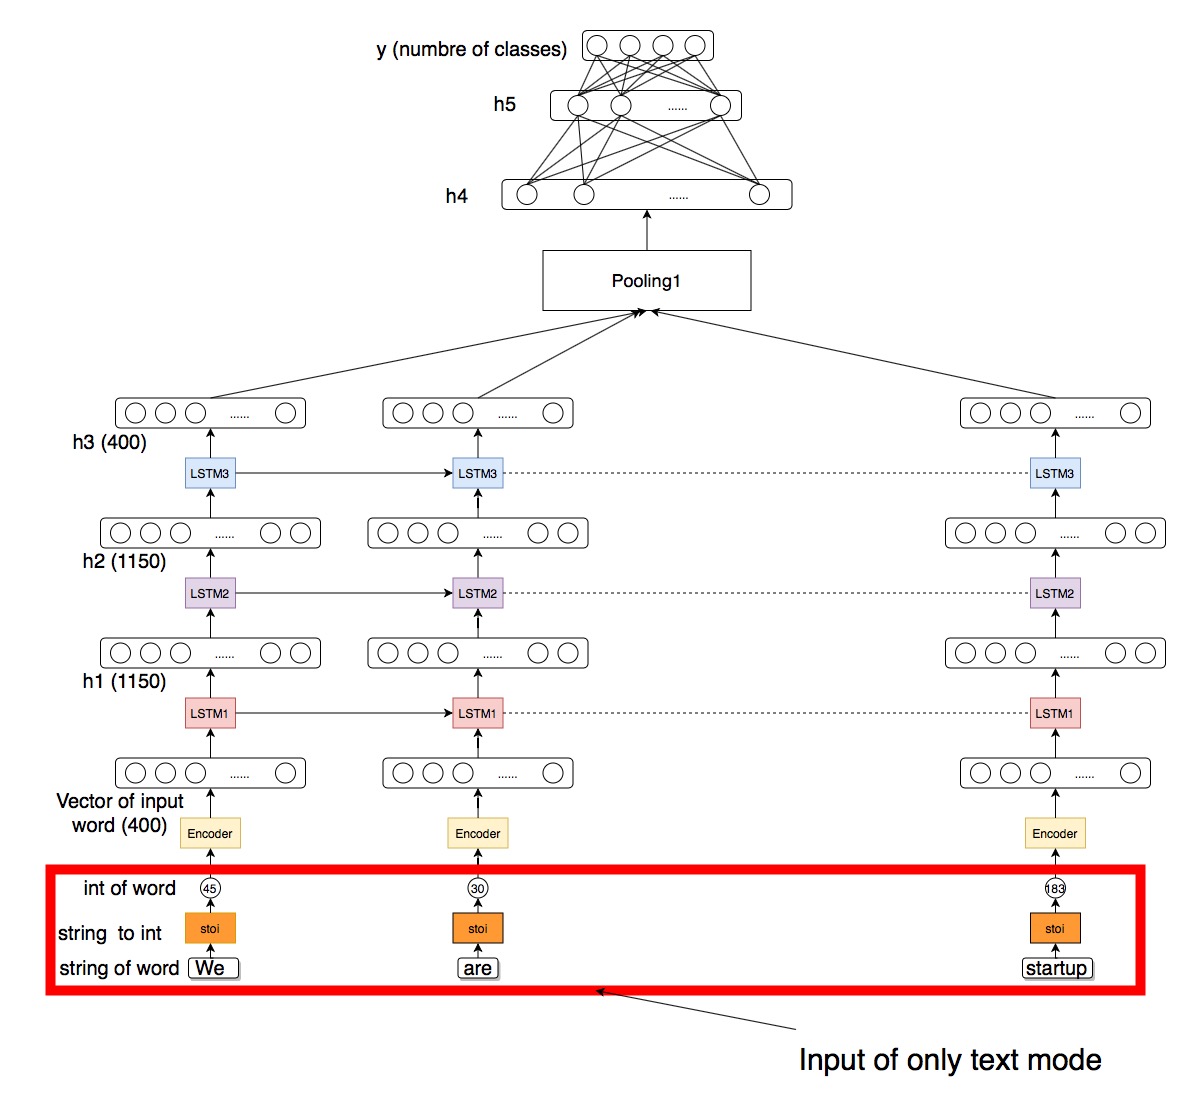 y (numbre of classes)
h5
......
h4
......
Pooling1
...... ...... ......
h3 (400)
LSTM3 LSTM3 LSTM3
...... ...... ......
h2 (1150)
LSTM2 LSTM2 LSTM2
...... ...... ......
h1 (1150)
LSTM1 LSTM1 LSTM1
...... ...... ......
Vector of input
word (400)
Encoder Encoder Encoder
int of word 45 30 183
string to int stoi stoi stoi
string of word We are startup
Input of only text mode